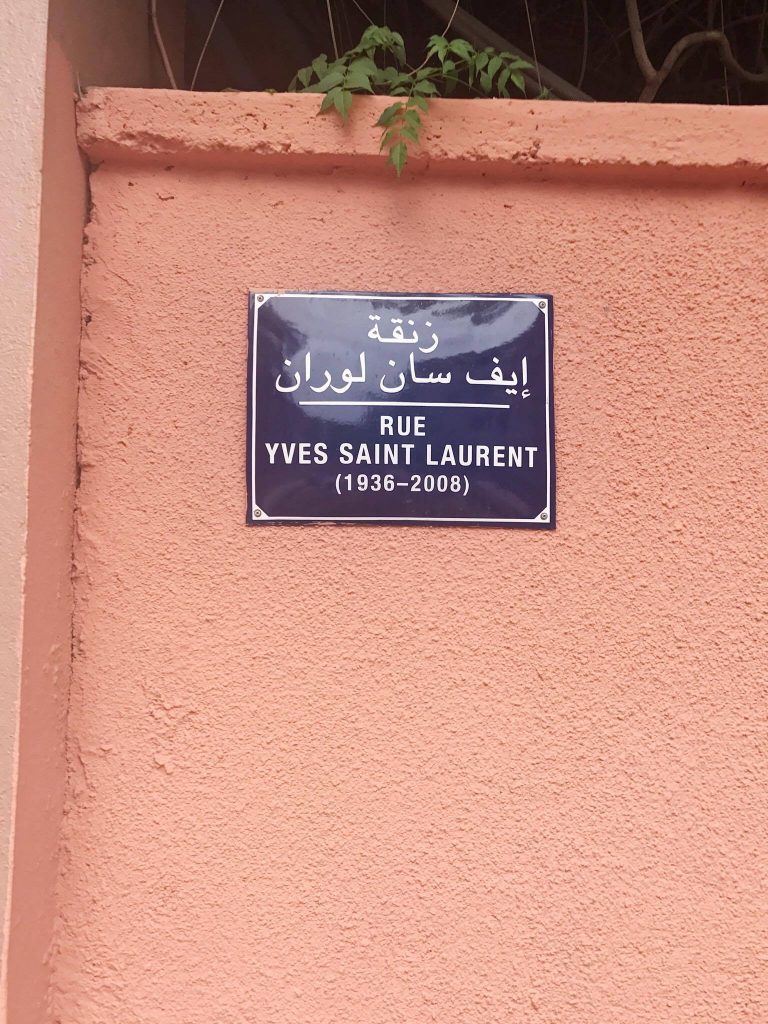 زنقة
إيف سان لوران
RUE
YVES SAINT LAURENT
(1936–2008)